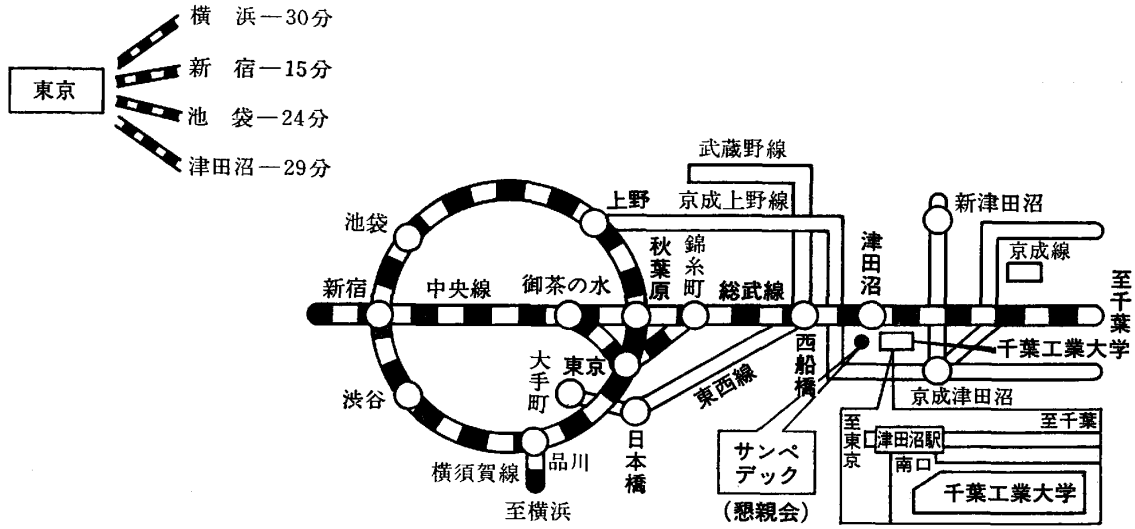 東京
横浜―30分
新宿―15分
池袋―24分
津田沼―29分
武蔵野線
京成上野線
上野
池袋
秋葉原
錦糸町
津田沼
新津田沼
京成線
至千葉
新宿
中央線
御茶の水
総武線
千葉工業大学
西船橋
東京
大手町
東西線
京成津田沼
渋谷
日本橋
品川
横須賀線
至横浜
サンペデック
(懇親会)
至東京
津田沼駅
至千葉
南口
千葉工業大学